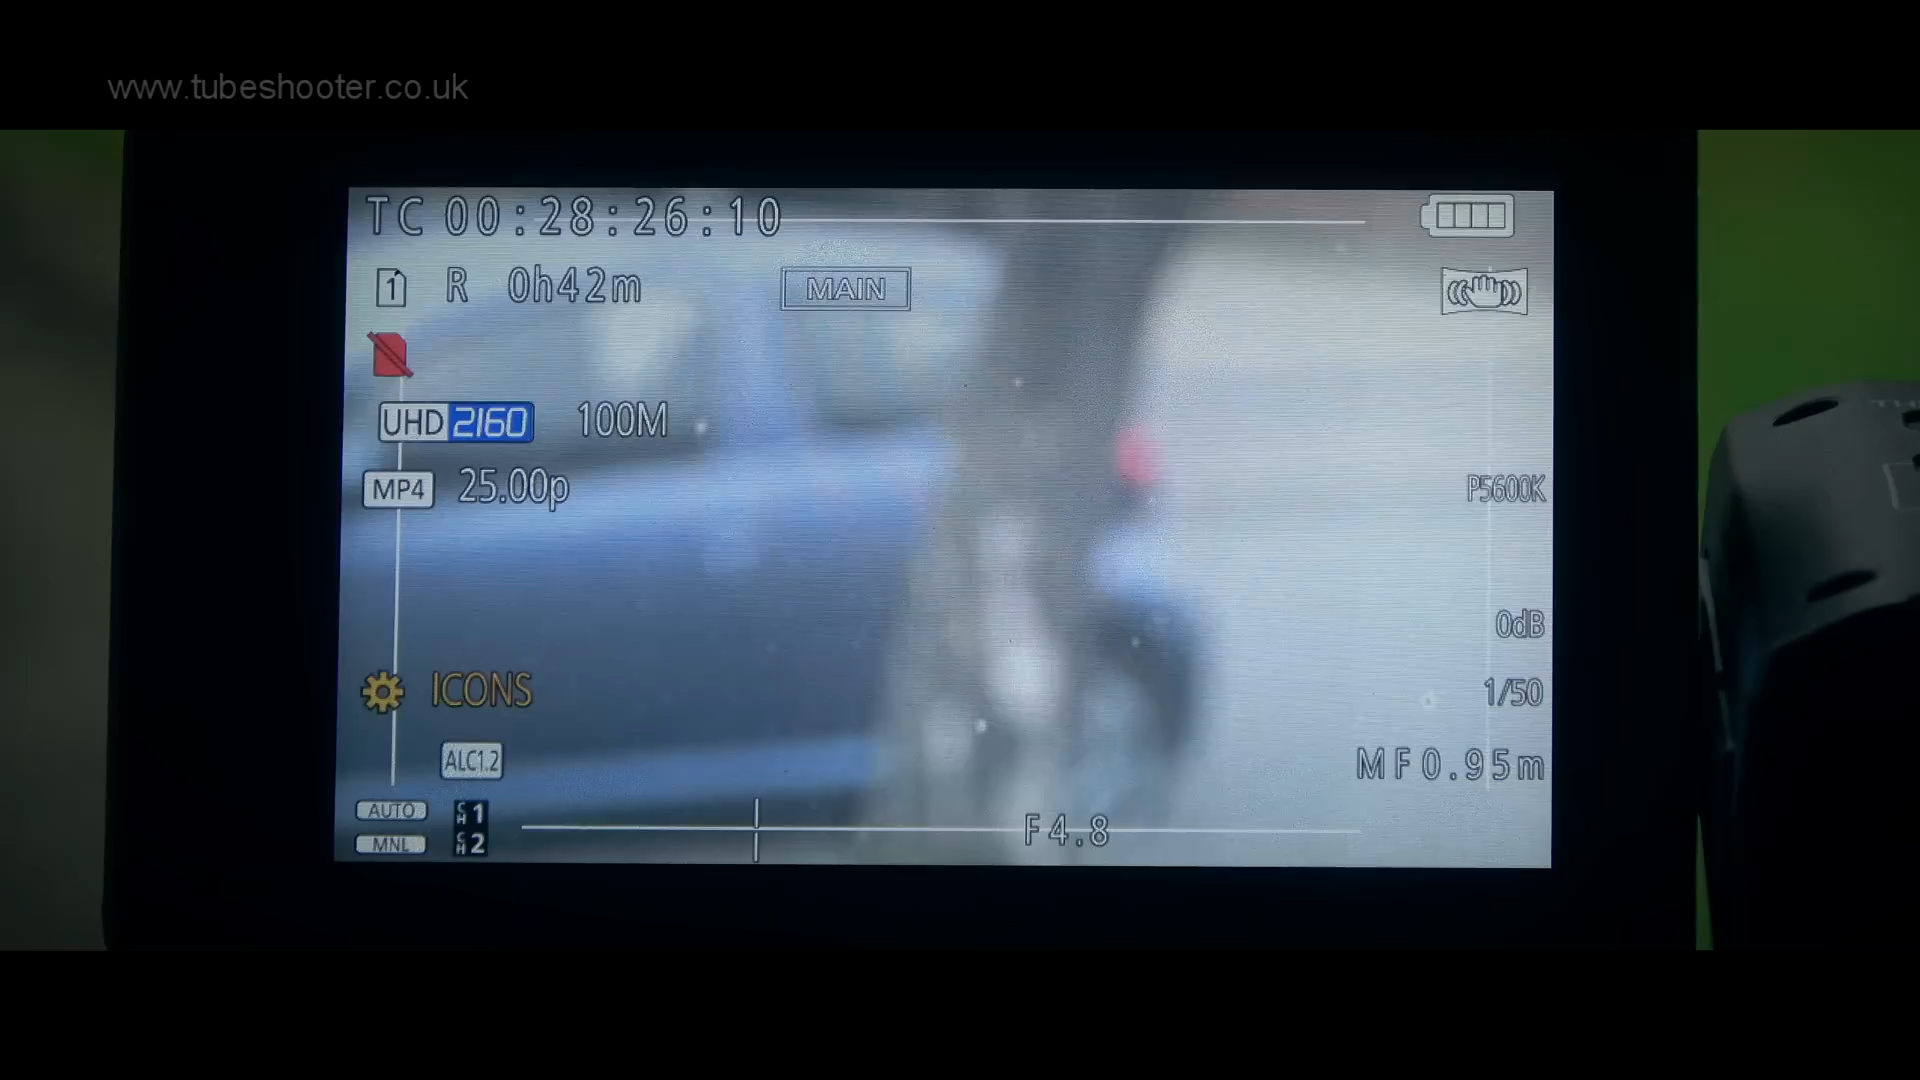 www.tubeshooter.co.uk
TC 00:28:26:10
1 R 0h42m
MAIN
UHD 2160 100M
MP4 25.00p
P5600K
0dB
ICONS
1/50
ALC1.2
MF0.95m
AUTO CH1
MNL CH2
F4.8